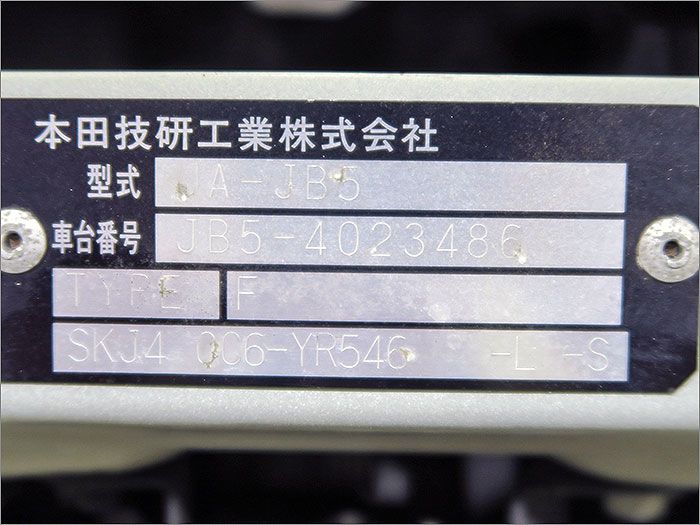 本田技研工業株式会社
型式 UA-JB5
車台番号 JB5-4023486
TYPE F
SKJ4 0C6-YR546 -L -S